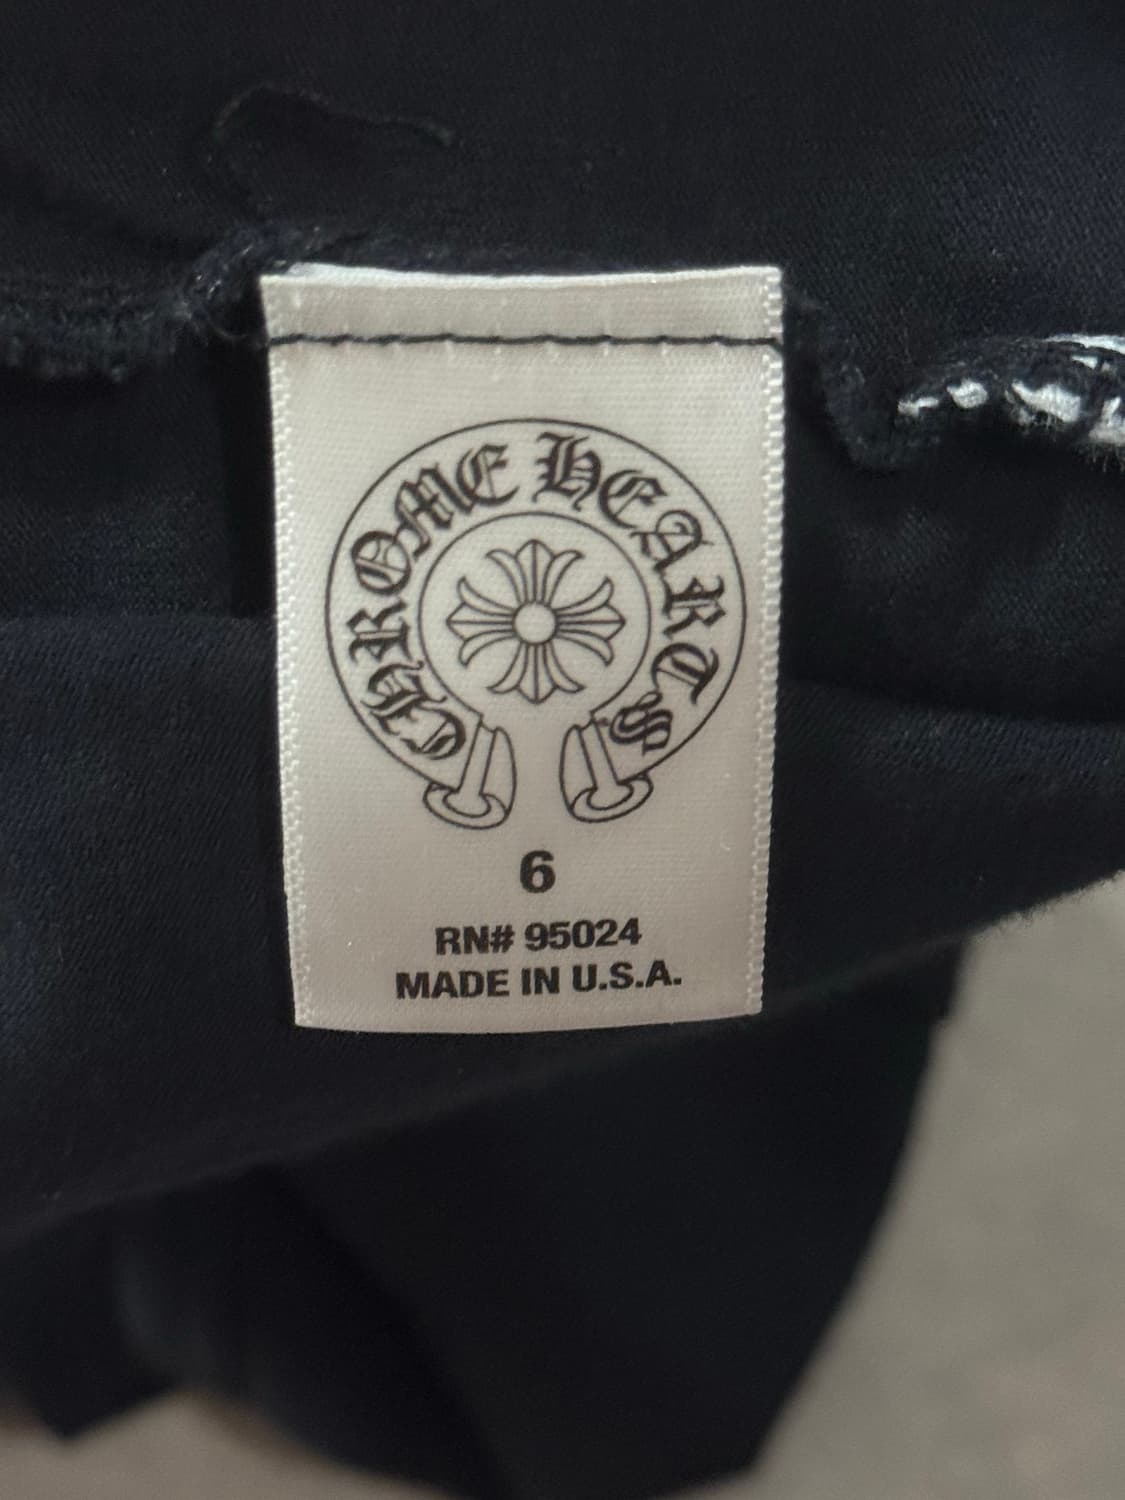 CHROME HEARTS
6
RN# 95024
MADE IN U.S.A.